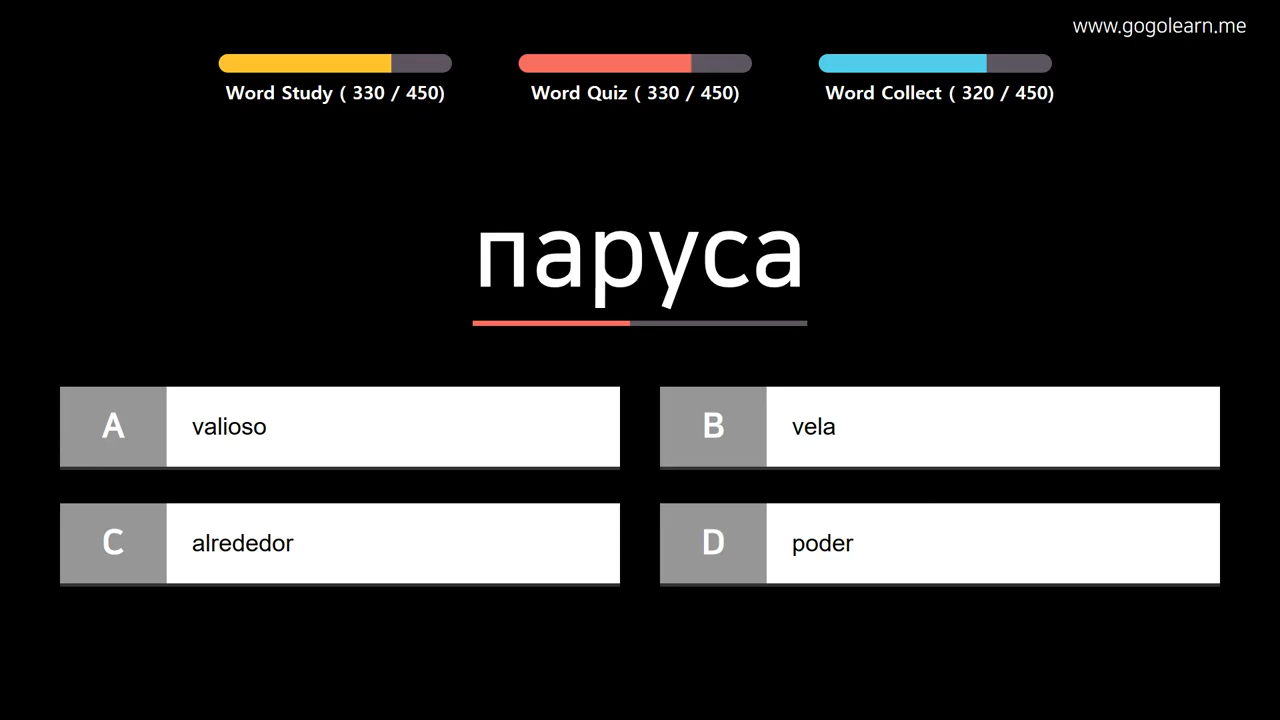 www.gogolearn.me
Word Study ( 330 / 450)
Word Quiz ( 330 / 450)
Word Collect ( 320 / 450)
паруса
A valioso
B vela
C alrededor
D poder